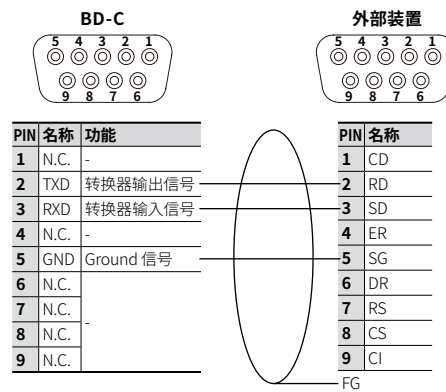 BD-C
外部装置
5 4 3 2 1
9 8 7 6
5 4 3 2 1
9 8 7 6
PIN 名称 功能
1 N.C. -
2 TXD 转换器输出信号
3 RXD 转换器输入信号
4 N.C. -
5 GND Ground 信号
6 N.C. -
7 N.C.
8 N.C.
9 N.C.
PIN 名称
1 CD
2 RD
3 SD
4 ER
5 SG
6 DR
7 RS
8 CS
9 CI
FG